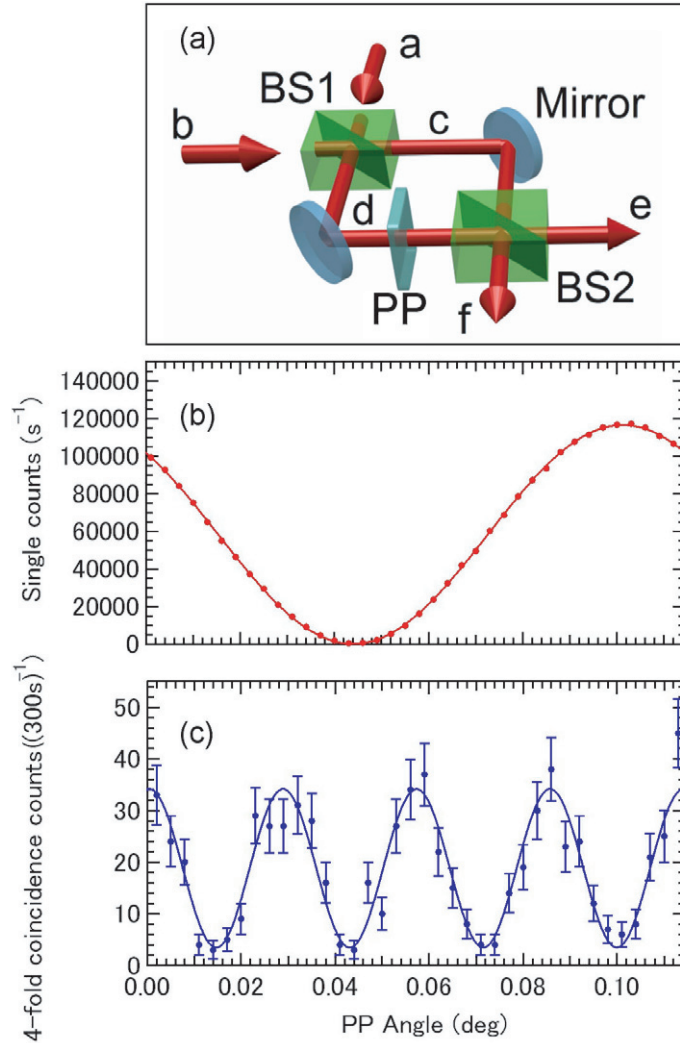 (a)
a
BS1
Mirror
b
c
d
e
PP
BS2
f
140000
(b)
120000
100000
80000
60000
40000
20000
0
Single counts (s⁻¹)
50
(c)
40
30
20
10
0
4-fold coincidence counts((300s)⁻¹)
0.00 0.02 0.04 0.06 0.08 0.10
PP Angle (deg)